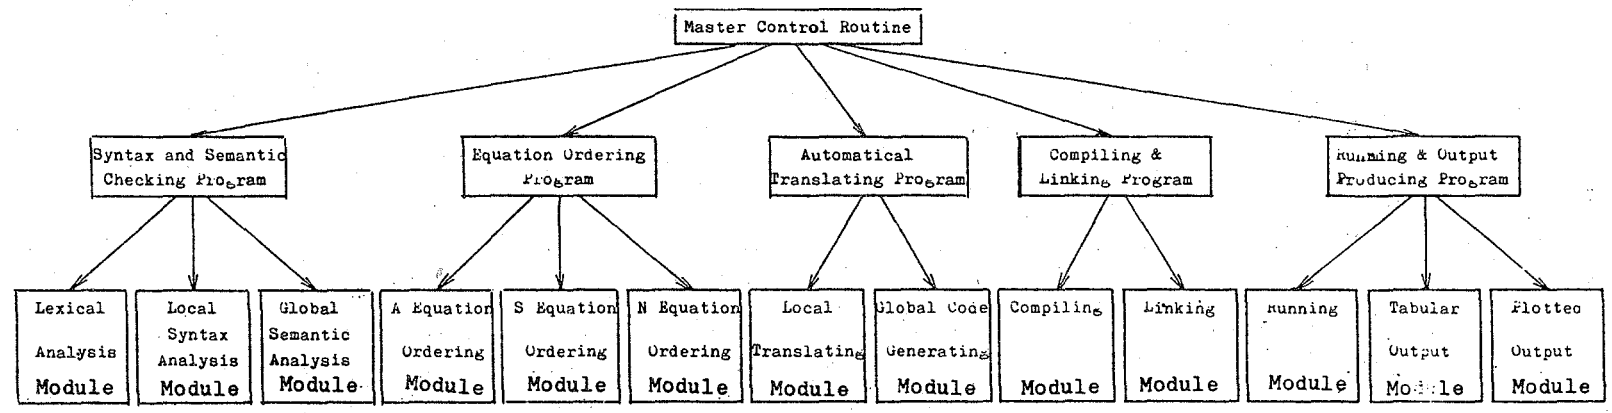 Master Control Routine
Syntax and Semantic
Checking Program
Equation Ordering
Program
Automatical
Translating Program
Compiling &
Linking Program
Running & Output
Producing Program
Lexical
Analysis
Module
Local
Syntax
Analysis
Module
Global
Semantic
Analysis
Module
A Equation
Ordering
Module
S Equation
Ordering
Module
N Equation
Ordering
Module
Local
Translating
Module
Global Code
Generating
Module
Compiling
Module
Linking
Module
Running
Module
Tabular
Output
Module
Plotted
Output
Module